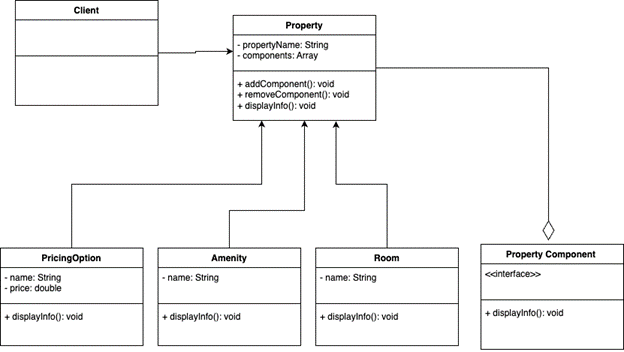 Client
Property
- propertyName: String
- components: Array
+ addComponent(): void
+ removeComponent(): void
+ displayInfo(): void
PricingOption
- name: String
- price: double
+ displayInfo(): void
Amenity
- name: String
+ displayInfo(): void
Room
- name: String
+ displayInfo(): void
Property Component
<<interface>>
+ displayInfo(): void